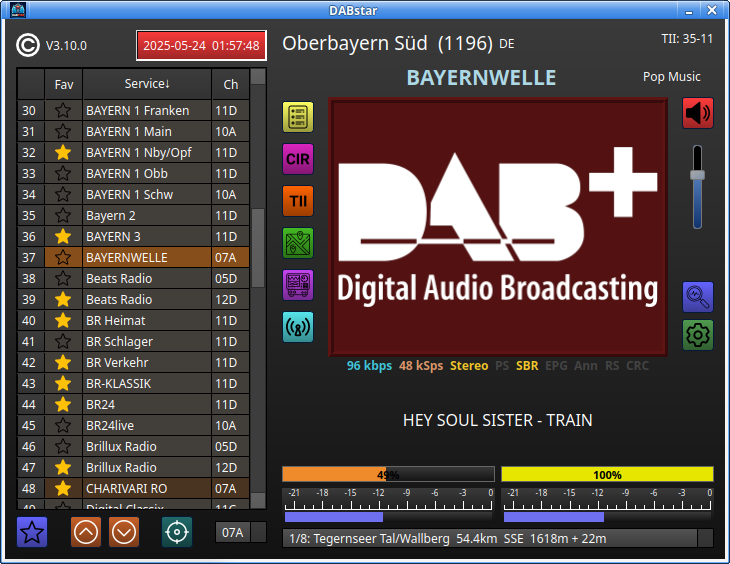 DABstar
© V3.10.0
2025-05-24 01:57:48
Oberbayern Süd (1196) DE
TII: 35-11
BAYERNWELLE
Pop Music
Fav Service↓ Ch
30 BAYERN 1 Franken 11D
31 BAYERN 1 Main 10A
32 BAYERN 1 Nby/Opf 11D
33 BAYERN 1 Obb 11D
34 BAYERN 1 Schw 10A
35 Bayern 2 11D
36 BAYERN 3 11D
37 BAYERNWELLE 07A
38 Beats Radio 05D
39 Beats Radio 12D
40 BR Heimat 11D
41 BR Schlager 11D
42 BR Verkehr 11D
43 BR-KLASSIK 11D
44 BR24 11D
45 BR24live 10A
46 Brillux Radio 05D
47 Brillux Radio 12D
48 CHARIVARI RO 07A
49 Digital Classix 11C
07A
CIR
TII
DAB+
Digital Audio Broadcasting
96 kbps 48 kSps Stereo PS SBR EPG Ann RS CRC
HEY SOUL SISTER - TRAIN
49% 100%
-21 -18 -15 -12 -9 -6 -3 0
-21 -18 -15 -12 -9 -6 -3 0
1/8: Tegernseer Tal/Wallberg 54.4km SSE 1618m + 22m